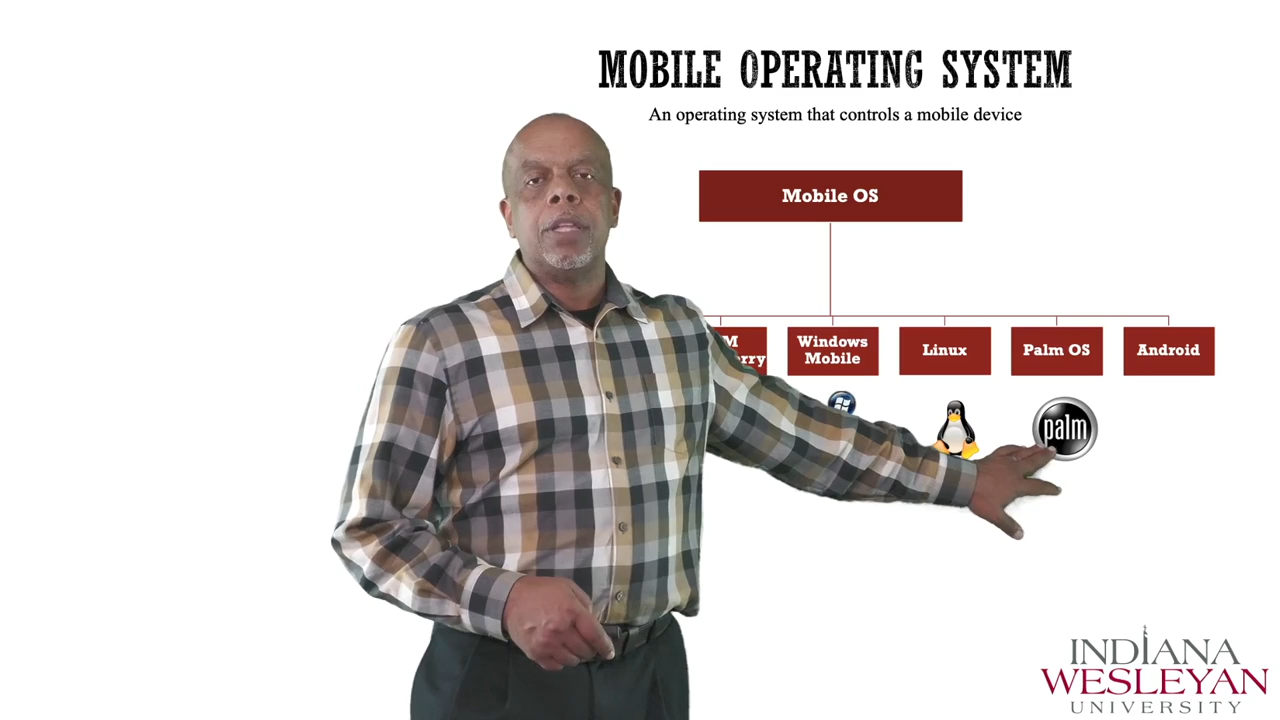 MOBILE OPERATING SYSTEM
An operating system that controls a mobile device
Mobile OS
Windows
Mobile
Linux
Palm OS
Android
palm
INDIANA
WESLEYAN
UNIVERSITY